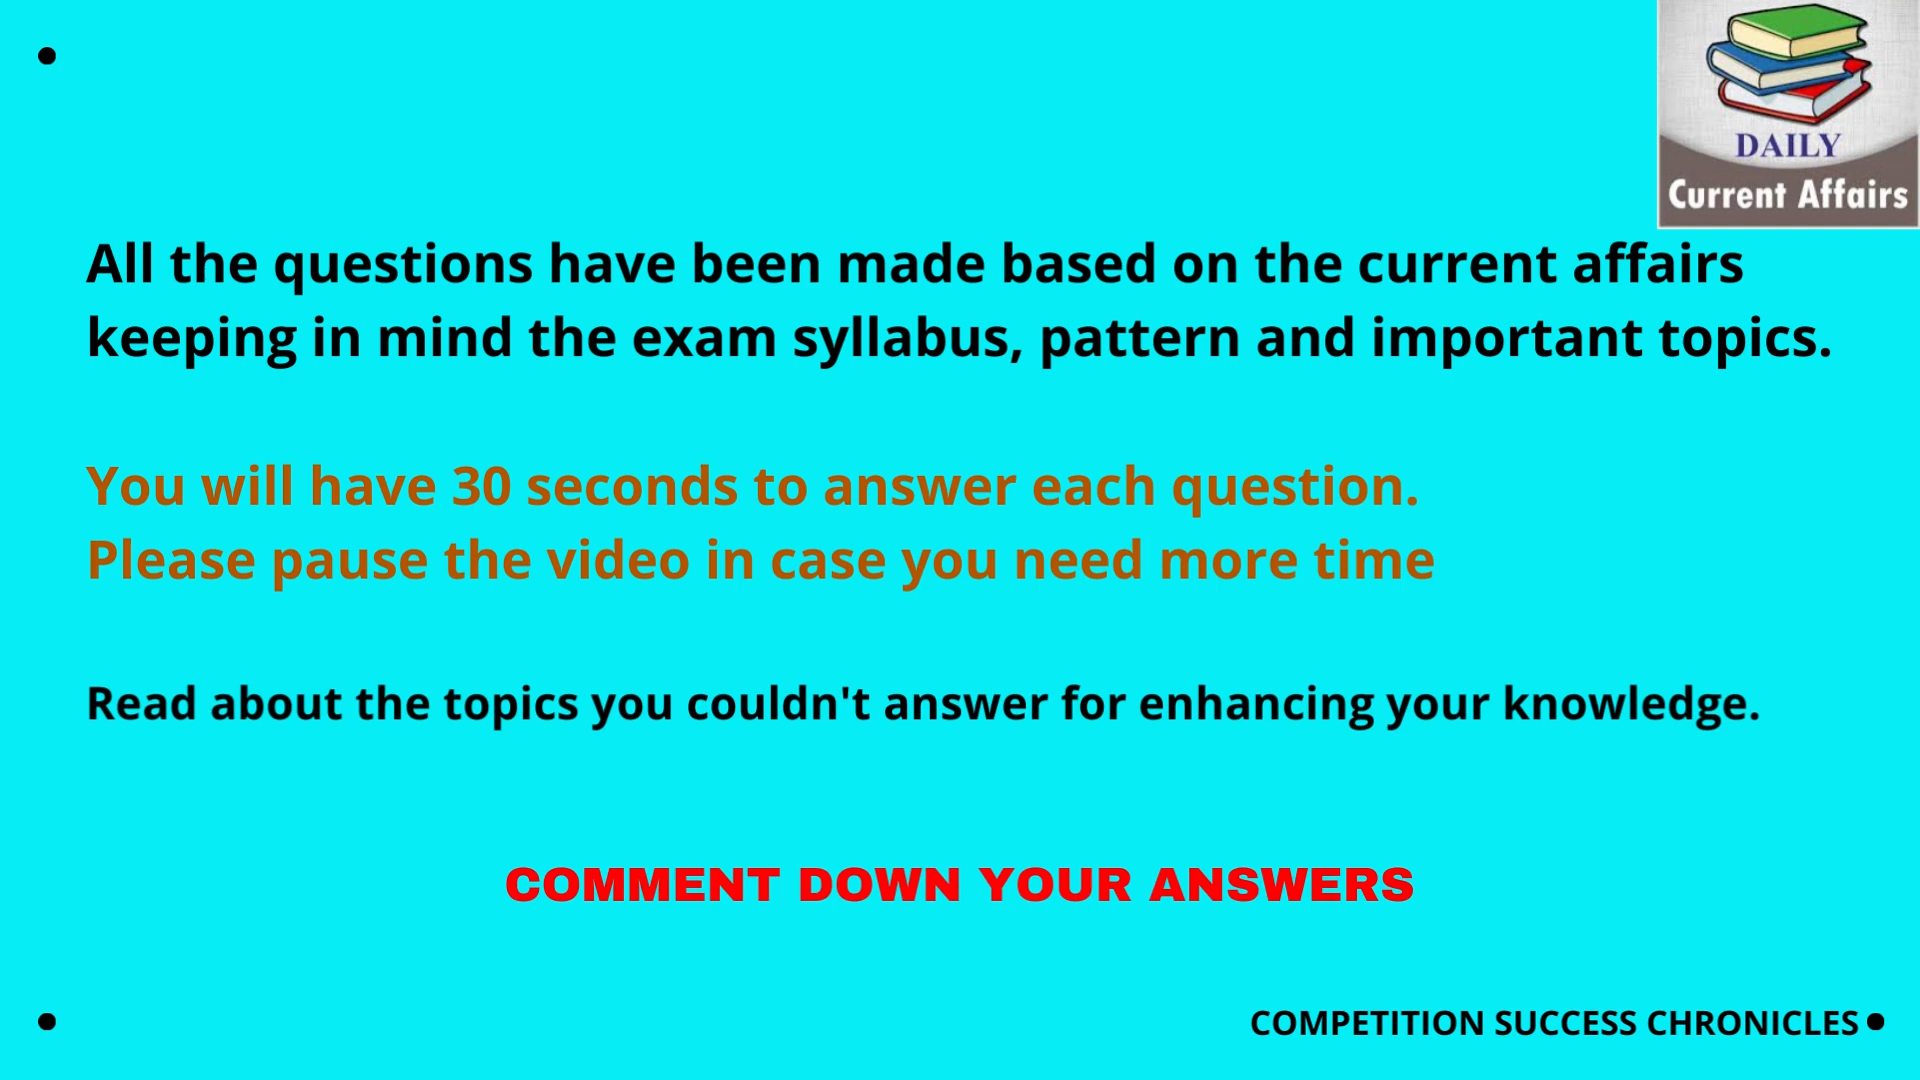 DAILY
Current Affairs
All the questions have been made based on the current affairs
keeping in mind the exam syllabus, pattern and important topics.
You will have 30 seconds to answer each question.
Please pause the video in case you need more time
Read about the topics you couldn't answer for enhancing your knowledge.
COMMENT DOWN YOUR ANSWERS
COMPETITION SUCCESS CHRONICLES